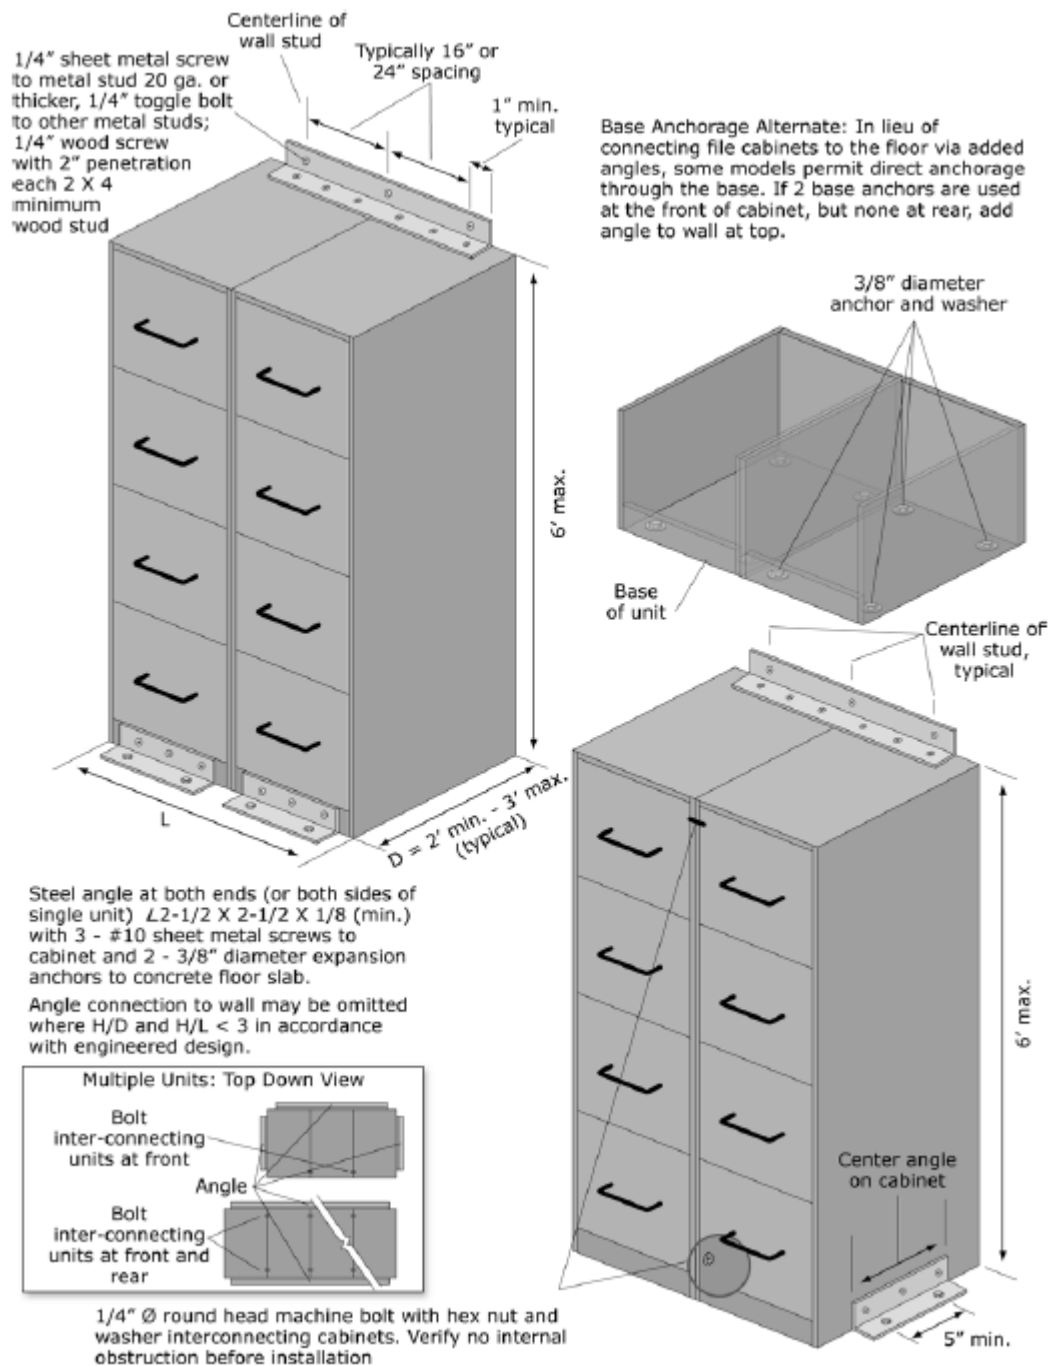 Centerline of
wall stud
Typically 16" or
24" spacing
1" min.
typical
1/4" sheet metal screw
to metal stud 20 ga. or
thicker, 1/4" toggle bolt
to other metal studs;
1/4" wood screw
with 2" penetration
each 2 X 4
minimum
wood stud
Base Anchorage Alternate: In lieu of
connecting file cabinets to the floor via added
angles, some models permit direct anchorage
through the base. If 2 base anchors are used
at the front of cabinet, but none at rear, add
angle to wall at top.
3/8" diameter
anchor and washer
6' max.
Base
of unit
L
D = 2' min. - 3' max.
(typical)
Centerline of
wall stud,
typical
Steel angle at both ends (or both sides of
single unit) ∠2-1/2 X 2-1/2 X 1/8 (min.)
with 3 - #10 sheet metal screws to
cabinet and 2 - 3/8" diameter expansion
anchors to concrete floor slab.
Angle connection to wall may be omitted
where H/D and H/L < 3 in accordance
with engineered design.
Multiple Units: Top Down View
Bolt
inter-connecting
units at front
Angle
Bolt
inter-connecting
units at front and
rear
6' max.
Center angle
on cabinet
5" min.
1/4" Ø round head machine bolt with hex nut and
washer interconnecting cabinets. Verify no internal
obstruction before installation